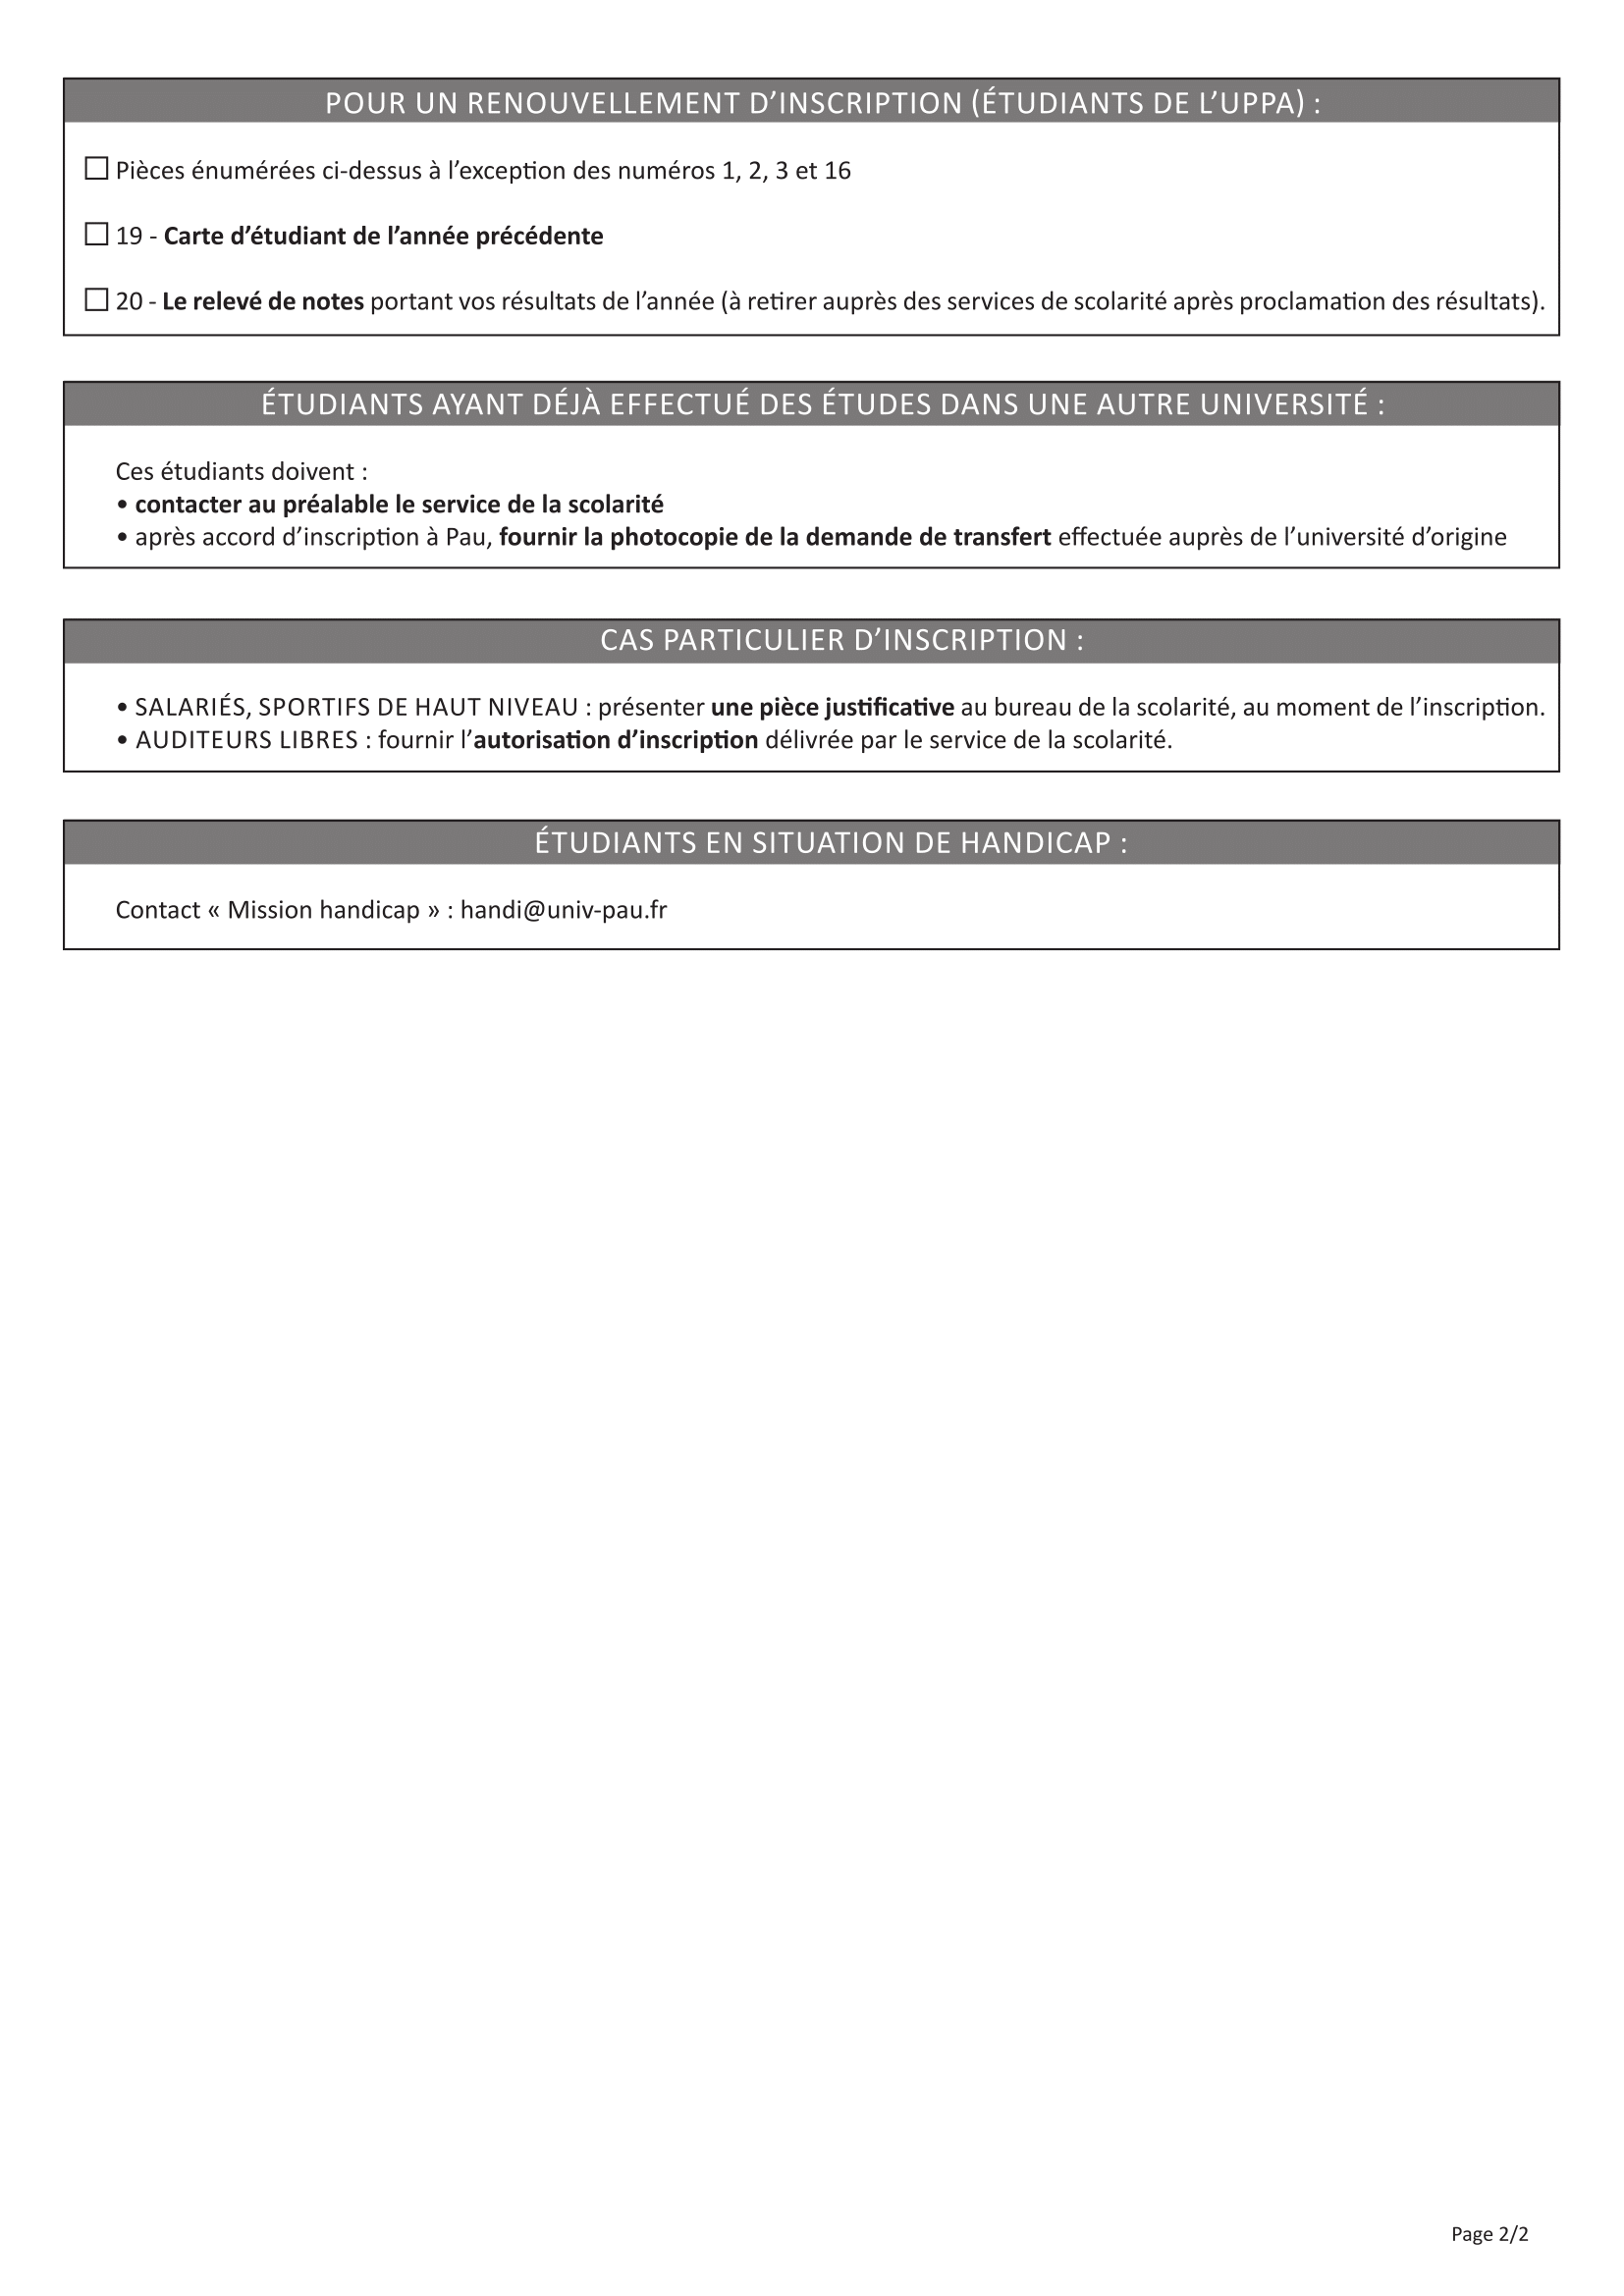 POUR UN RENOUVELLEMENT D’INSCRIPTION (ÉTUDIANTS DE L’UPPA) :
Pièces énumérées ci-dessus à l’exception des numéros 1, 2, 3 et 16
19 - Carte d’étudiant de l’année précédente
20 - Le relevé de notes portant vos résultats de l’année (à retirer auprès des services de scolarité après proclamation des résultats).
ÉTUDIANTS AYANT DÉJÀ EFFECTUÉ DES ÉTUDES DANS UNE AUTRE UNIVERSITÉ :
Ces étudiants doivent :
• contacter au préalable le service de la scolarité
• après accord d’inscription à Pau, fournir la photocopie de la demande de transfert effectuée auprès de l’université d’origine
CAS PARTICULIER D’INSCRIPTION :
• SALARIÉS, SPORTIFS DE HAUT NIVEAU : présenter une pièce justificative au bureau de la scolarité, au moment de l’inscription.
• AUDITEURS LIBRES : fournir l’autorisation d’inscription délivrée par le service de la scolarité.
ÉTUDIANTS EN SITUATION DE HANDICAP :
Contact « Mission handicap » : handi@univ-pau.fr
Page 2/2